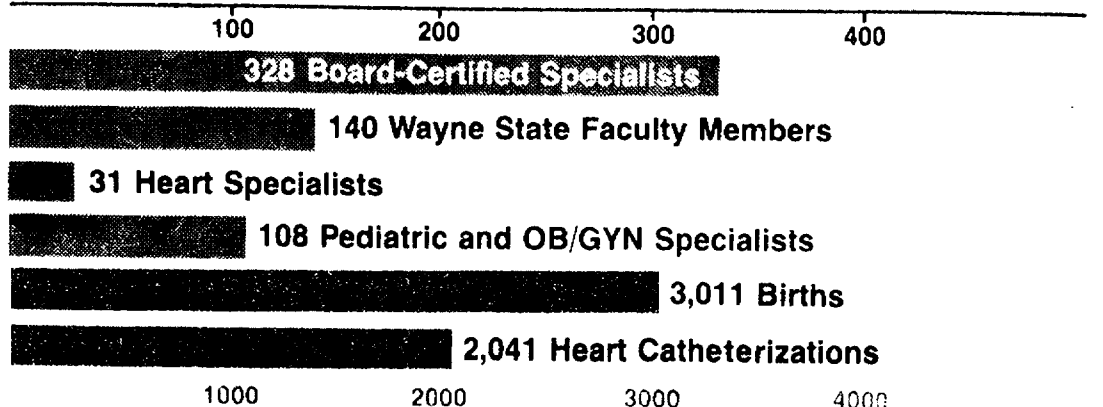 100 200 300 400
328 Board-Certified Specialists
140 Wayne State Faculty Members
31 Heart Specialists
108 Pediatric and OB/GYN Specialists
3,011 Births
2,041 Heart Catheterizations
1000 2000 3000 4000